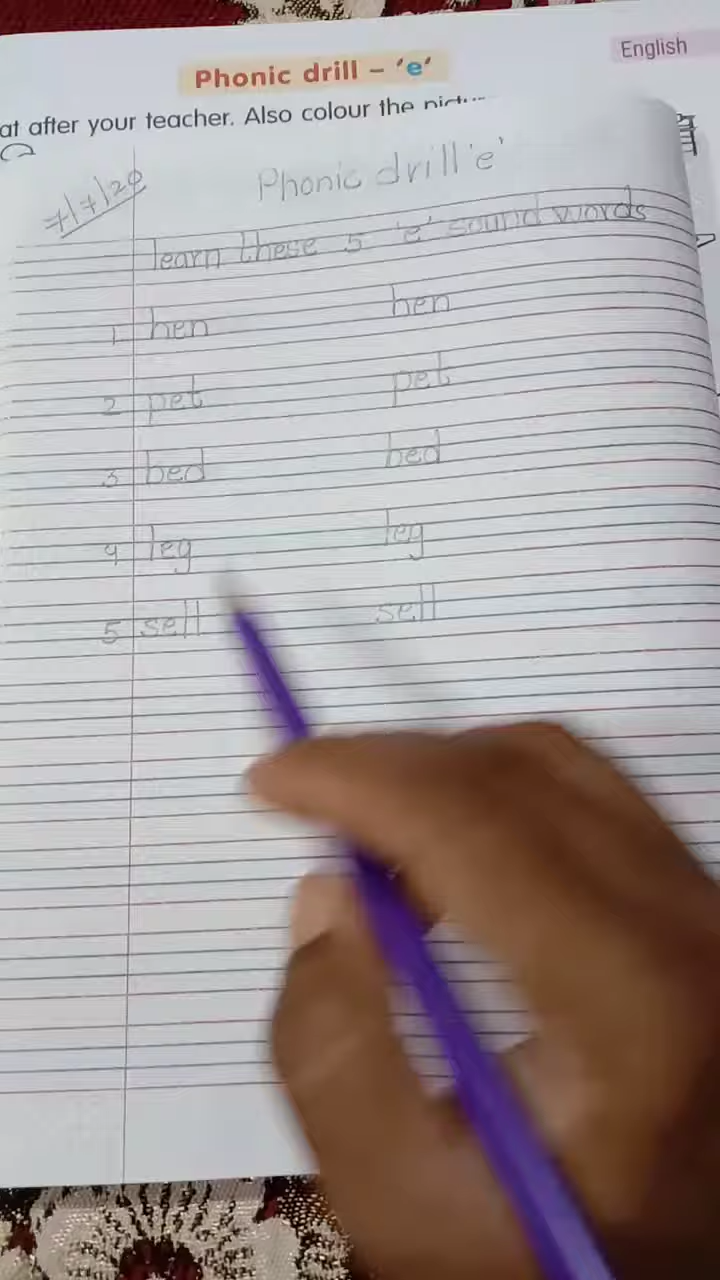 English
Phonic drill – 'e'
at after your teacher. Also colour the
7/7/20
Phonic drill 'e'
learn these 5 'e' sound words
1 hen hen
2 pet pet
3 bed bed
4 leg leg
5 sell sell